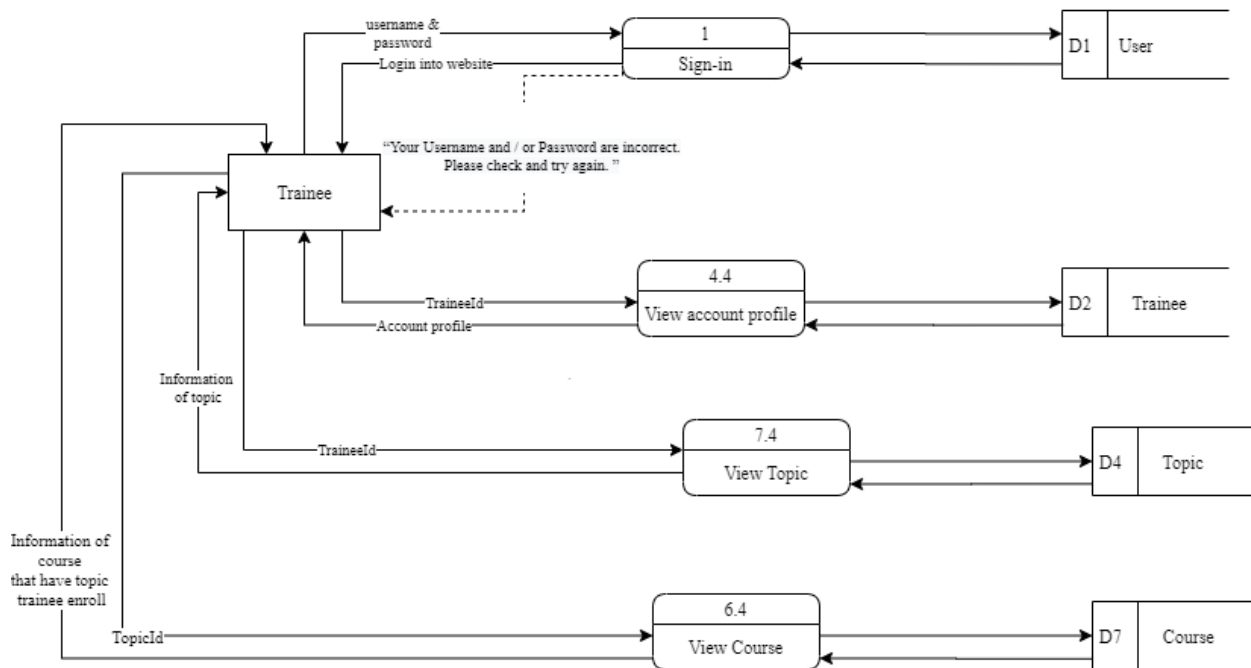 username &
password
1
Sign-in
D1
User
Login into website
“Your Username and / or Password are incorrect.
Please check and try again. ”
Trainee
4.4
View account profile
D2
Trainee
TraineeId
Account profile
Information
of topic
7.4
View Topic
D4
Topic
TraineeId
Information of
course
that have topic
trainee enroll
6.4
View Course
D7
Course
TopicId